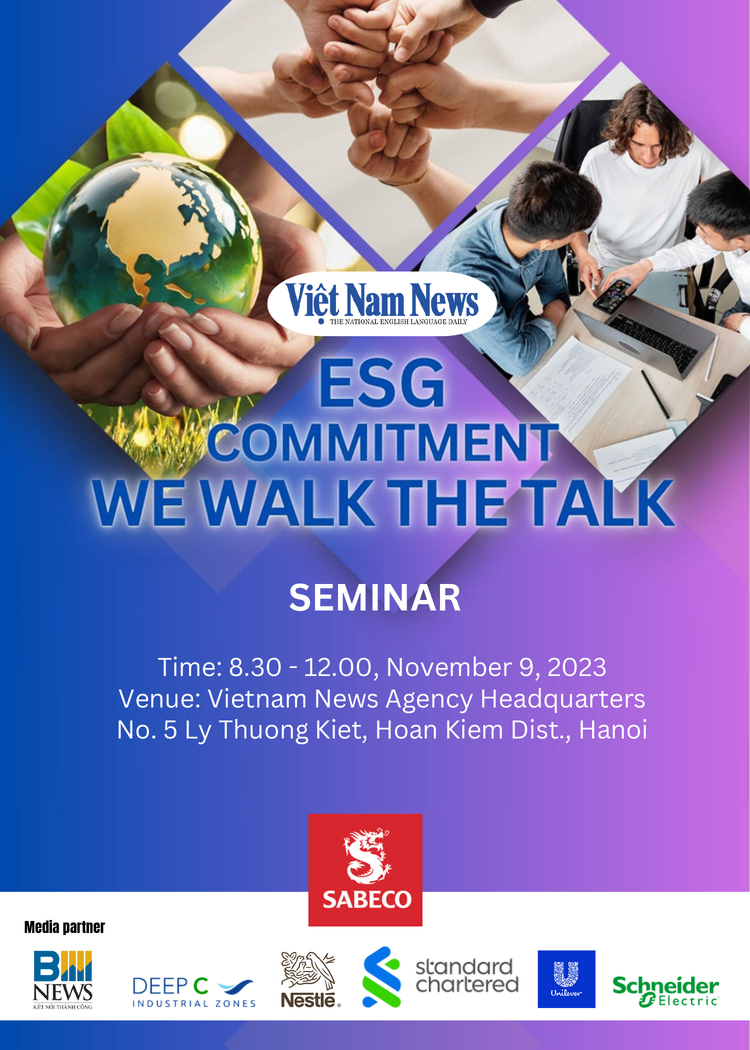 Việt Nam News
THE NATIONAL ENGLISH LANGUAGE DAILY
ESG
COMMITMENT
WE WALK THE TALK
SEMINAR
Time: 8.30 - 12.00, November 9, 2023
Venue: Vietnam News Agency Headquarters
No. 5 Ly Thuong Kiet, Hoan Kiem Dist., Hanoi
SABECO
Media partner
BNEWS
KẾT NỐI THÀNH CÔNG
DEEP C
INDUSTRIAL ZONES
Nestlé®
standard
chartered
Unilever
Schneider
Electric